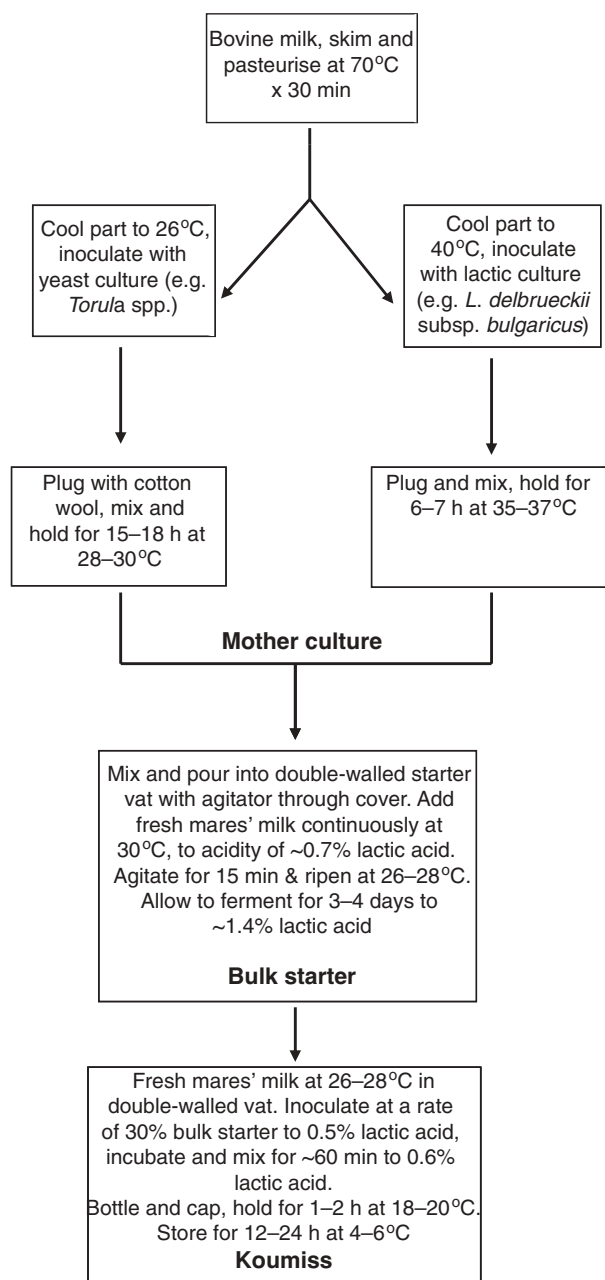 Bovine milk, skim and
pasteurise at 70°C
x 30 min
Cool part to 26°C,
inoculate with
yeast culture (e.g.
Torula spp.)
Cool part to
40°C, inoculate
with lactic culture
(e.g. L. delbrueckii
subsp. bulgaricus)
Plug with cotton
wool, mix and
hold for 15–18 h at
28–30°C
Plug and mix, hold for
6–7 h at 35–37°C
Mother culture
Mix and pour into double-walled starter
vat with agitator through cover. Add
fresh mares’ milk continuously at
30°C, to acidity of ~0.7% lactic acid.
Agitate for 15 min & ripen at 26–28°C.
Allow to ferment for 3–4 days to
~1.4% lactic acid
Bulk starter
Fresh mares’ milk at 26–28°C in
double-walled vat. Inoculate at a rate
of 30% bulk starter to 0.5% lactic acid,
incubate and mix for ~60 min to 0.6%
lactic acid.
Bottle and cap, hold for 1–2 h at 18–20°C.
Store for 12–24 h at 4–6°C
Koumiss